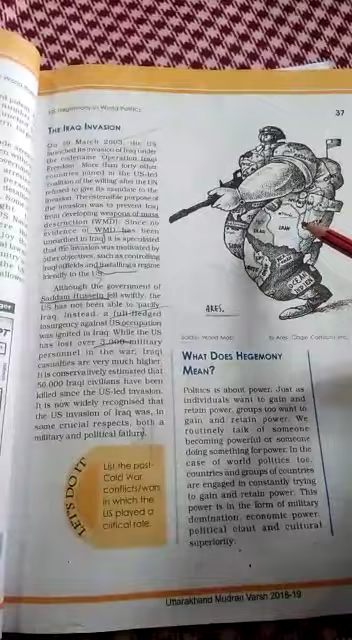 US Hegemony in World Politics
37
THE IRAQ INVASION
On 19 March 2003, the US
launched its invasion of Iraq under
the codename 'Operation Iraqi
Freedom'. More than forty other
countries joined in the US-led
'coalition of the willing' after the UN
refused to give its mandate to the
invasion. The ostensible purpose of
the invasion was to prevent Iraq
from developing weapons of mass
destruction (WMD). Since no
evidence of WMD has been
unearthed in Iraq, it is speculated
that the invasion was motivated by
other objectives, such as controlling
Iraqi oilfields and installing a regime
friendly to the US.
Although the government of
Saddam Hussein fell swiftly, the
US has not been able to 'pacify'
Iraq. Instead, a full-fledged
insurgency against US occupation
was ignited in Iraq. While the US
has lost over 3,000 military
personnel in the war, Iraqi
casualties are very much higher.
It is conservatively estimated that
50,000 Iraqi civilians have been
killed since the US-led invasion.
It is now widely recognised that
the US invasion of Iraq was, in
some crucial respects, both a
military and political failure.
LET'S DO IT
List the post-
Cold War
conflicts/wars
in which the
US played a
critical role.
IRAN
ARES.
Soldier World Map
© Ares, Cagle Cartoons Inc.
WHAT DOES HEGEMONY
MEAN?
Politics is about power. Just as
individuals want to gain and
retain power, groups too want to
gain and retain power. We
routinely talk of someone
becoming powerful or someone
doing something for power. In the
case of world politics too,
countries and groups of countries
are engaged in constantly trying
to gain and retain power. This
power is in the form of military
domination, economic power,
political clout and cultural
superiority.
Uttarakhand Mudran Varsh 2018-19